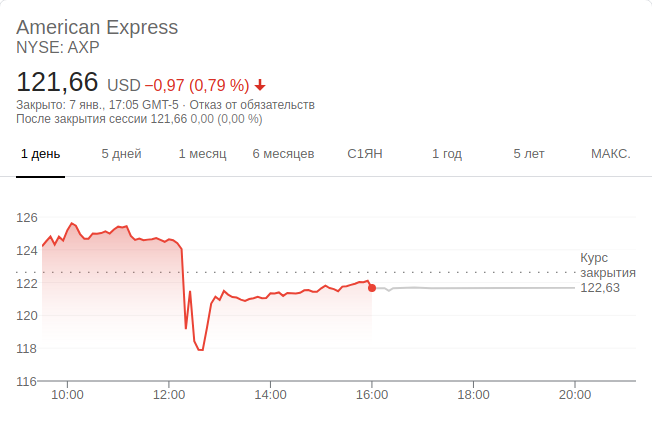 American Express
NYSE: AXP
121,66 USD −0,97 (0,79 %)
Закрыто: 7 янв., 17:05 GMT-5 · Отказ от обязательств
После закрытия сессии 121,66 0,00 (0,00 %)
1 день 5 дней 1 месяц 6 месяцев С1ЯН 1 год 5 лет МАКС.
126
124
Курс
закрытия
122,63
122
120
118
116
10:00 12:00 14:00 16:00 18:00 20:00